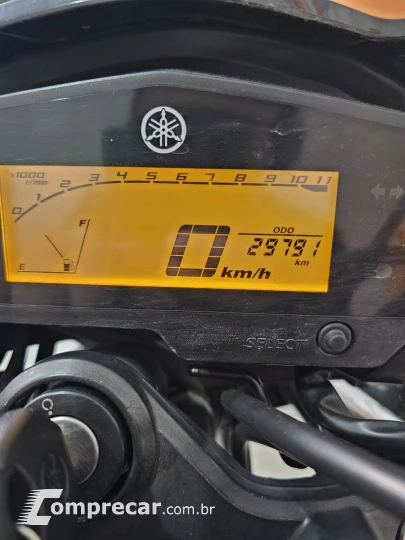 x1000
r/min
0 1 2 3 4 5 6 7 8 9 10 11
F
E
ODO
29791
km
0 km/h
SELECT
Comprecar.com.br